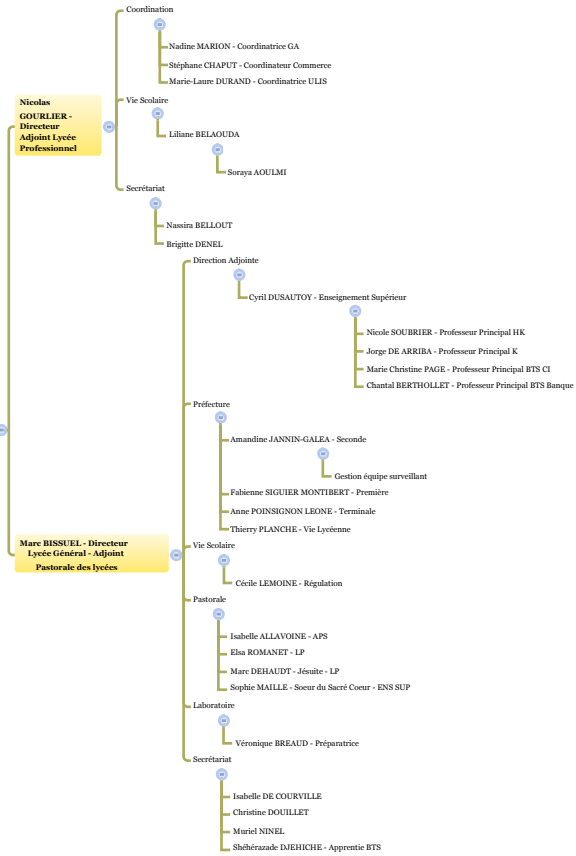 Coordination
Nadine MARION - Coordinatrice GA
Stéphane CHAPUT - Coordinateur Commerce
Marie-Laure DURAND - Coordinatrice ULIS
Nicolas
GOURLIER -
Directeur
Adjoint Lycée
Professionnel
Vie Scolaire
Liliane BELAOUDA
Soraya AOULMI
Secrétariat
Nassira BELLOUT
Brigitte DENEL
Direction Adjointe
Cyril DUSAUTOY - Enseignement Supérieur
Nicole SOUBRIER - Professeur Principal HK
Jorge DE ARRIBA - Professeur Principal K
Marie Christine PAGE - Professeur Principal BTS CI
Chantal BERTHOLLET - Professeur Principal BTS Banque
Préfecture
Amandine JANNIN-GALEA - Seconde
Gestion équipe surveillant
Fabienne SIGUIER MONTIBERT - Première
Anne POINSIGNON LEONE - Terminale
Thierry PLANCHE - Vie Lycéenne
Marc BISSUEL - Directeur
Lycée Général - Adjoint
Pastorale des lycées
Vie Scolaire
Cécile LEMOINE - Régulation
Pastorale
Isabelle ALLAVOINE - APS
Elsa ROMANET - LP
Marc DEHAUDT - Jésuite - LP
Sophie MAILLE - Soeur du Sacré Coeur - ENS SUP
Laboratoire
Véronique BREAUD - Préparatrice
Secrétariat
Isabelle DE COURVILLE
Christine DOUILLET
Muriel NINEL
Shéhérazade DJEHICHE - Apprentie BTS